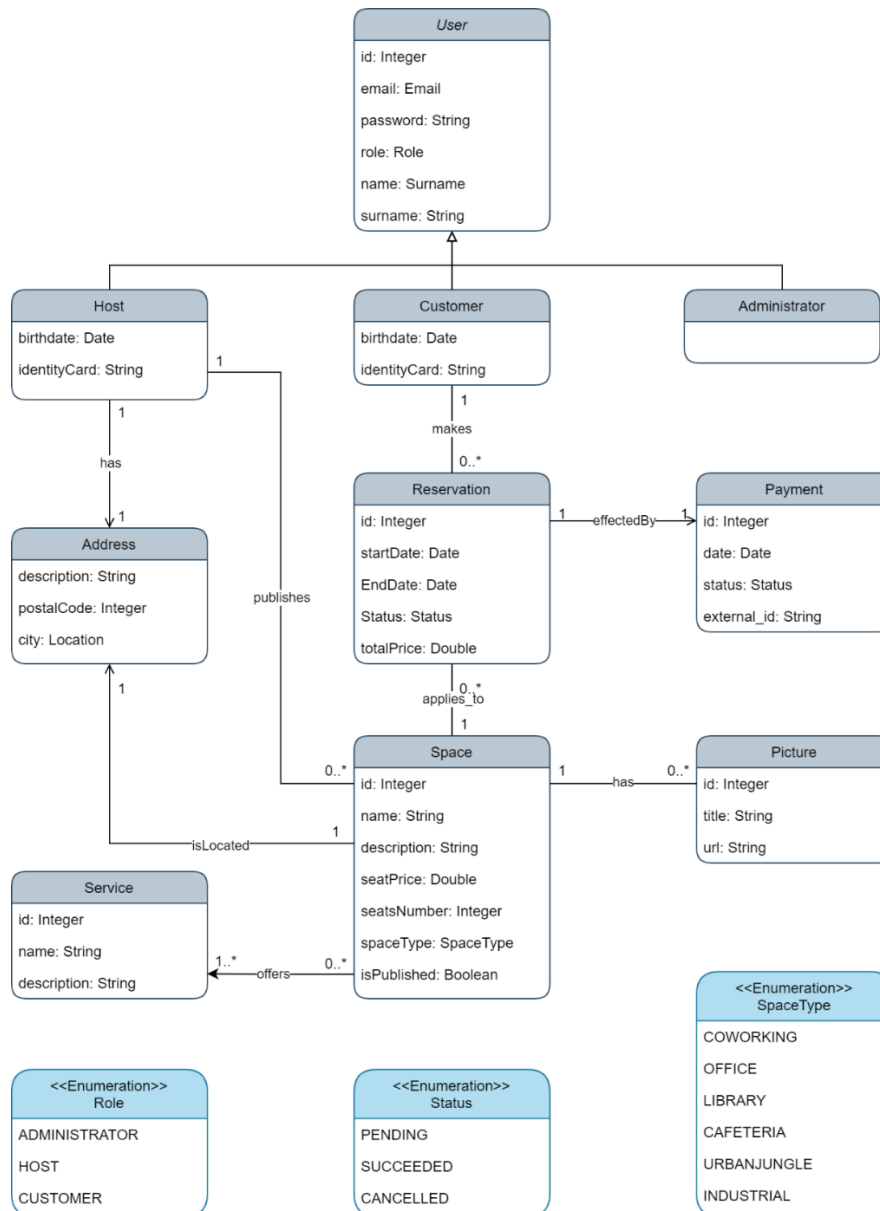 User
id: Integer
email: Email
password: String
role: Role
name: Surname
surname: String
Host
birthdate: Date
identityCard: String
Customer
birthdate: Date
identityCard: String
Administrator
1
1
has
1
makes
0..*
1
Address
description: String
postalCode: Integer
city: Location
1
publishes
0..*
Reservation
id: Integer
startDate: Date
EndDate: Date
Status: Status
totalPrice: Double
1
effectedBy
1
Payment
id: Integer
date: Date
status: Status
external_id: String
0..*
applies_to
1
Space
id: Integer
name: String
description: String
seatPrice: Double
seatsNumber: Integer
spaceType: SpaceType
isPublished: Boolean
1
has
0..*
Picture
id: Integer
title: String
url: String
isLocated
1
Service
id: Integer
name: String
description: String
1..*
offers
0..*
<<Enumeration>>
SpaceType
COWORKING
OFFICE
LIBRARY
CAFETERIA
URBANJUNGLE
INDUSTRIAL
<<Enumeration>>
Role
ADMINISTRATOR
HOST
CUSTOMER
<<Enumeration>>
Status
PENDING
SUCCEEDED
CANCELLED